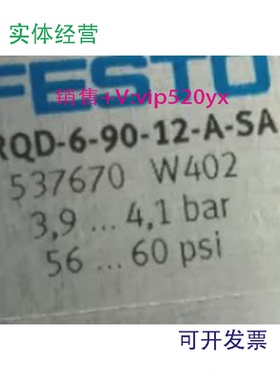 实体经营
FESTO
销售+V:vip520yx
RQD-6-90-12-A-SA
537670 W402
3,9 ... 4,1 bar
56 ... 60 psi
可开发票